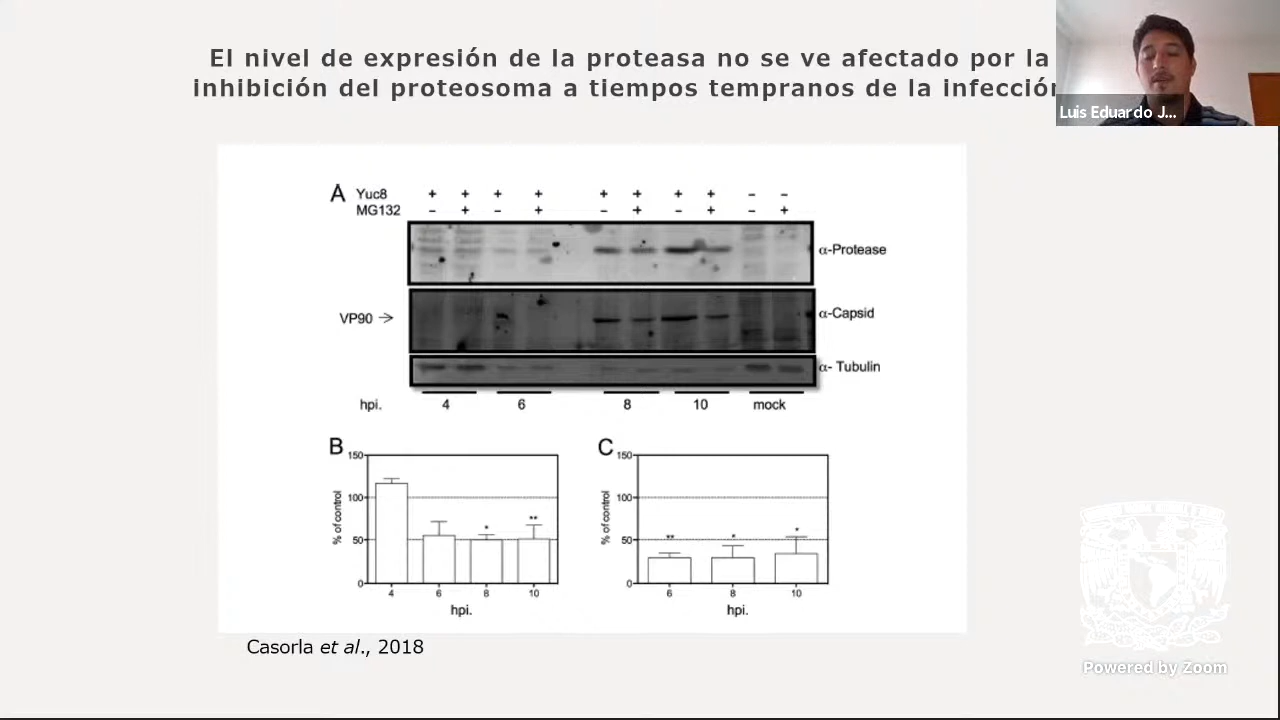 El nivel de expresión de la proteasa no se ve afectado por la
inhibición del proteosoma a tiempos tempranos de la infección
Luis Eduardo J...
A Yuc8 + + + + + + + + – –
MG132 – + – + – + – + – +
α-Protease
VP90 → α-Capsid
α- Tubulin
hpi. 4 6 8 10 mock
B
150
100
50
0
% of control
* **
4 6 8 10
hpi.
C
150
100
50
0
% of control
** * *
6 8 10
hpi.
Casorla et al., 2018
Powered by Zoom